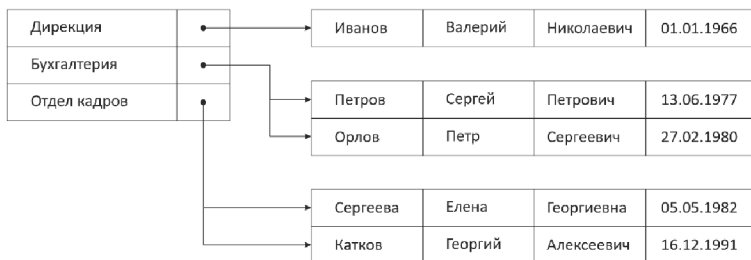 Дирекция
Иванов Валерий Николаевич 01.01.1966
Бухгалтерия
Отдел кадров
Петров Сергей Петрович 13.06.1977
Орлов Петр Сергеевич 27.02.1980
Сергеева Елена Георгиевна 05.05.1982
Катков Георгий Алексеевич 16.12.1991